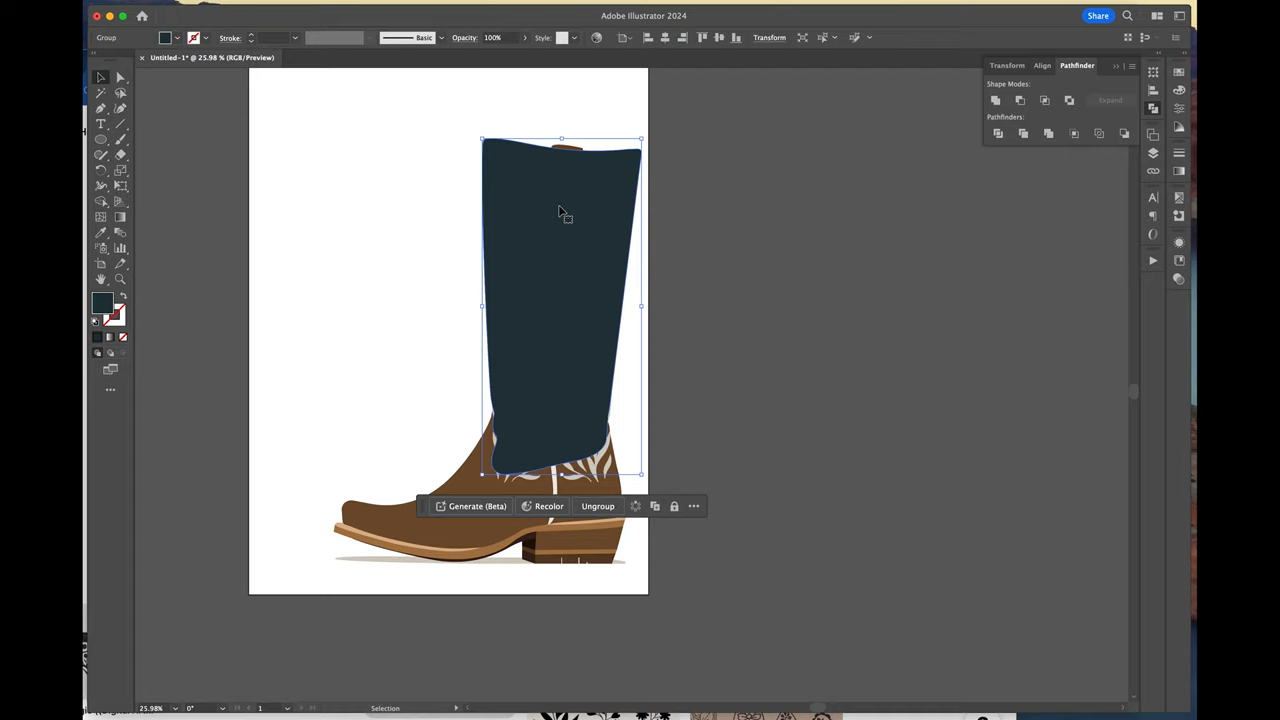 Adobe Illustrator 2024
Share
Group
Stroke:
Basic
Opacity:
100%
Style:
Transform
× Untitled-1* @ 25.98 % (RGB/Preview)
Transform
Align
Pathfinder
Shape Modes:
Expand
Pathfinders:
Generate (Beta)
Recolor
Ungroup
25.98%
0°
1
Selection